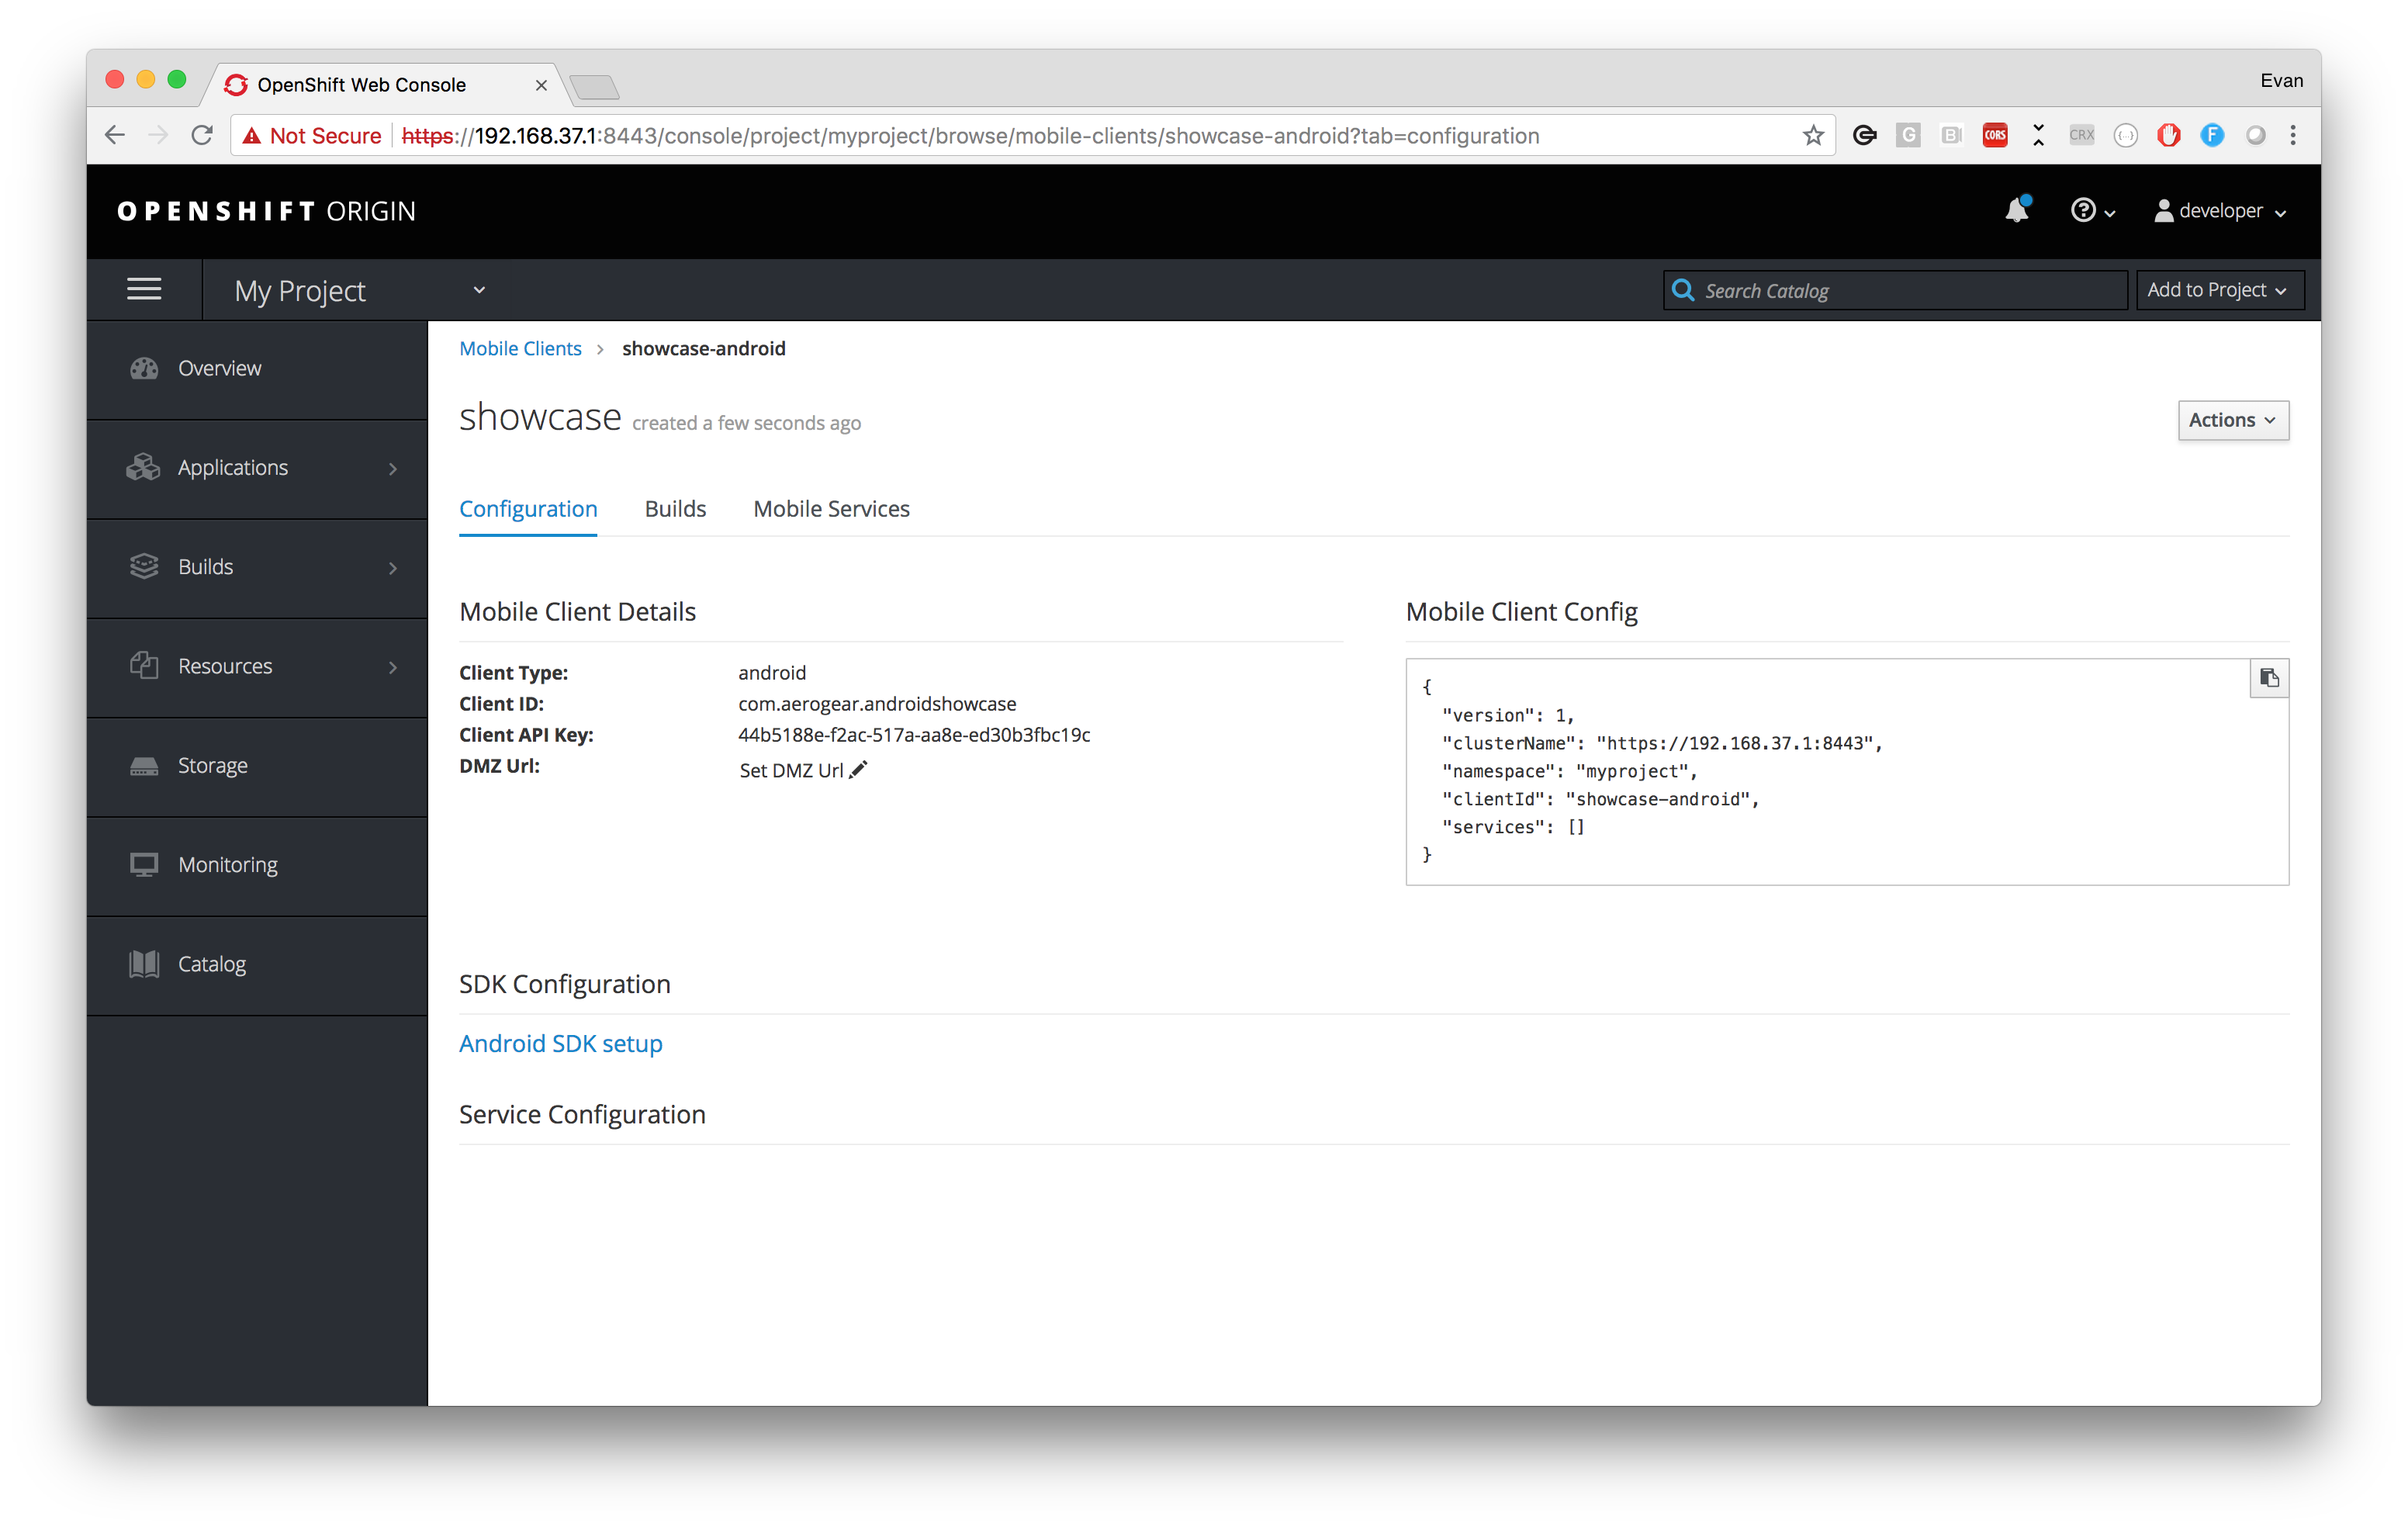 OpenShift Web Console
Evan
Not Secure https://192.168.37.1:8443/console/project/myproject/browse/mobile-clients/showcase-android?tab=configuration
G
B
CORS
CRX
{...}
F
OPENSHIFT ORIGIN
? developer
My Project
Search Catalog
Add to Project
Overview
Applications
Builds
Resources
Storage
Monitoring
Catalog
Mobile Clients > showcase-android
showcase created a few seconds ago
Actions
Configuration Builds Mobile Services
Mobile Client Details
Client Type: android
Client ID: com.aerogear.androidshowcase
Client API Key: 44b5188e-f2ac-517a-aa8e-ed30b3fbc19c
DMZ Url: Set DMZ Url
Mobile Client Config
{
"version": 1,
"clusterName": "https://192.168.37.1:8443",
"namespace": "myproject",
"clientId": "showcase-android",
"services": []
}
SDK Configuration
Android SDK setup
Service Configuration